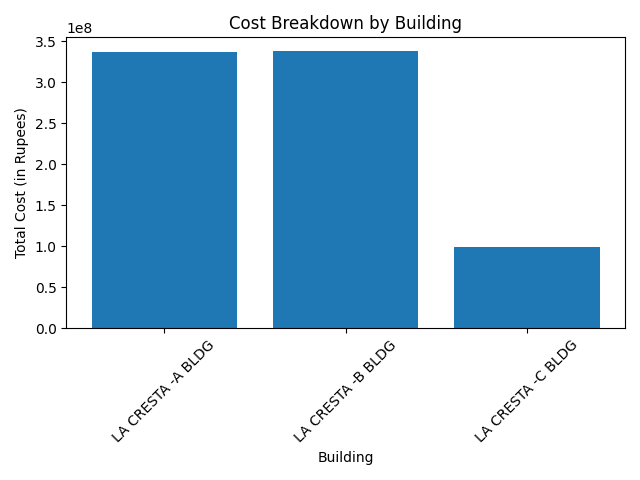 Cost Breakdown by Building
1e8
3.5
3.0
2.5
2.0
1.5
1.0
0.5
0.0
Total Cost (in Rupees)
LA CRESTA -A BLDG
LA CRESTA -B BLDG
LA CRESTA -C BLDG
Building